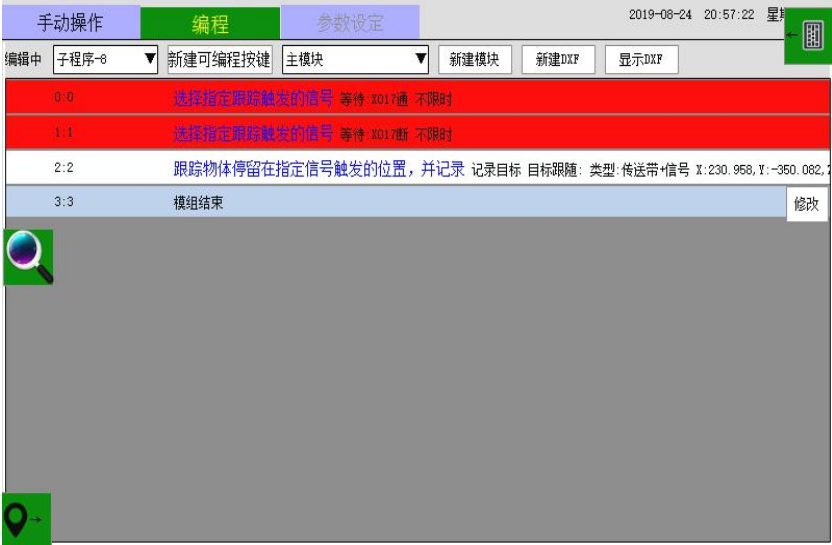 手动操作 编程 参数设定 2019-08-24 20:57:22
编辑中 子程序-8 新建可编程按键 主模块 新建模块 新建DXF 显示DXF
0:0 选择指定跟踪触发的信号 等待 X017通 不限时
1:1 选择指定跟踪触发的信号 等待 X017断 不限时
2:2 跟踪物体停留在指定信号触发的位置，并记录 记录目标 目标跟随: 类型:传送带+信号 X:230.958,Y:-350.082,
3:3 模组结束 修改